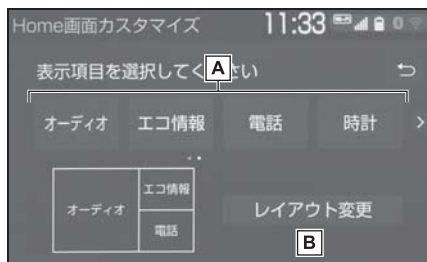 Home画面カスタマイズ 11:33
表示項目を選択してください
A
オーディオ エコ情報 電話 時計 >
オーディオ エコ情報
電話
レイアウト変更
B